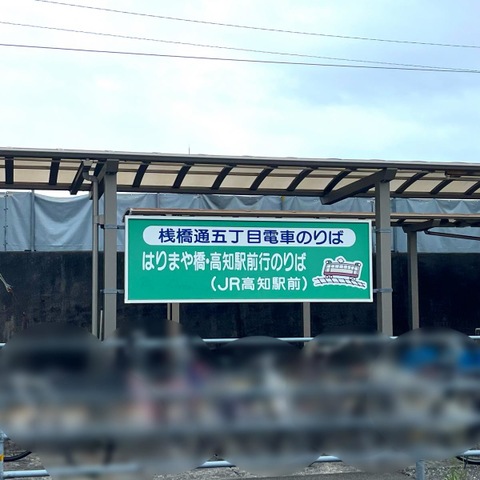 桟橋通五丁目電車のりば
はりまや橋・高知駅前行のりば
(JR高知駅前)